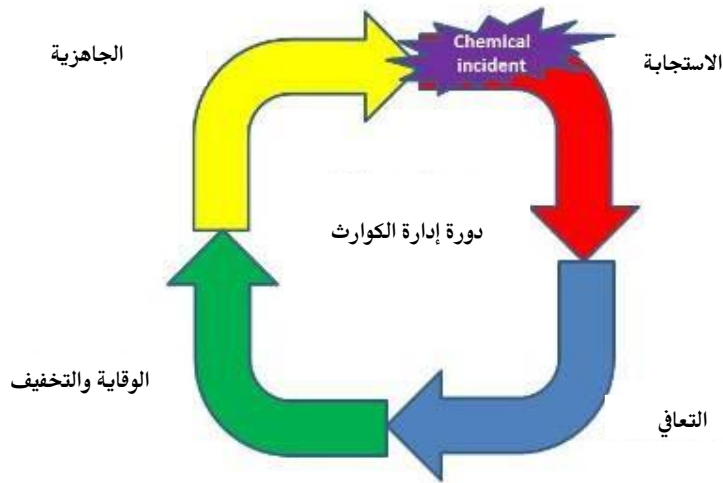 الجاهزية
Chemical
incident
الاستجابة
دورة إدارة الكوارث
الوقاية والتخفيف
التعافي